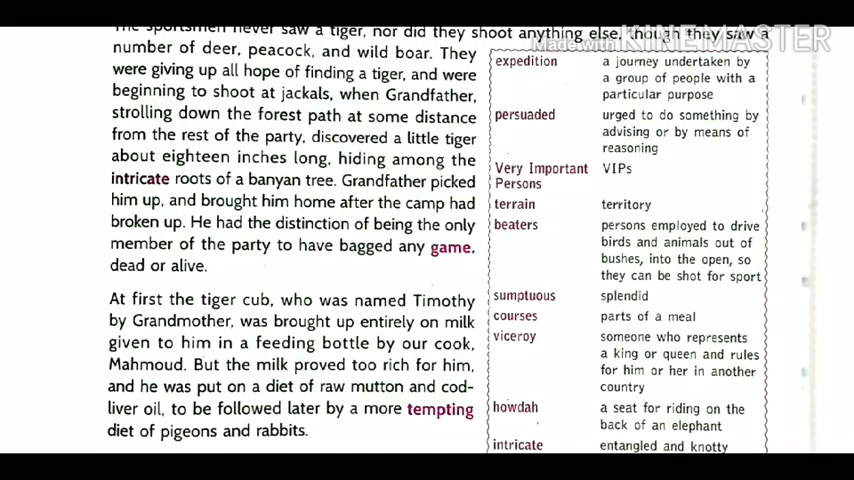 The sportsmen never saw a tiger, nor did they shoot anything else, though they saw a
number of deer, peacock, and wild boar. They
were giving up all hope of finding a tiger, and were
beginning to shoot at jackals, when Grandfather,
strolling down the forest path at some distance
from the rest of the party, discovered a little tiger
about eighteen inches long, hiding among the
intricate roots of a banyan tree. Grandfather picked
him up, and brought him home after the camp had
broken up. He had the distinction of being the only
member of the party to have bagged any game,
dead or alive.
At first the tiger cub, who was named Timothy
by Grandmother, was brought up entirely on milk
given to him in a feeding bottle by our cook,
Mahmoud. But the milk proved too rich for him,
and he was put on a diet of raw mutton and cod-
liver oil, to be followed later by a more tempting
diet of pigeons and rabbits.
Made with KINEMASTER
expedition a journey undertaken by
a group of people with a
particular purpose
persuaded urged to do something by
advising or by means of
reasoning
Very Important VIPs
Persons
terrain territory
beaters persons employed to drive
birds and animals out of
bushes, into the open, so
they can be shot for sport
sumptuous splendid
courses parts of a meal
viceroy someone who represents
a king or queen and rules
for him or her in another
country
howdah a seat for riding on the
back of an elephant
intricate entangled and knotty